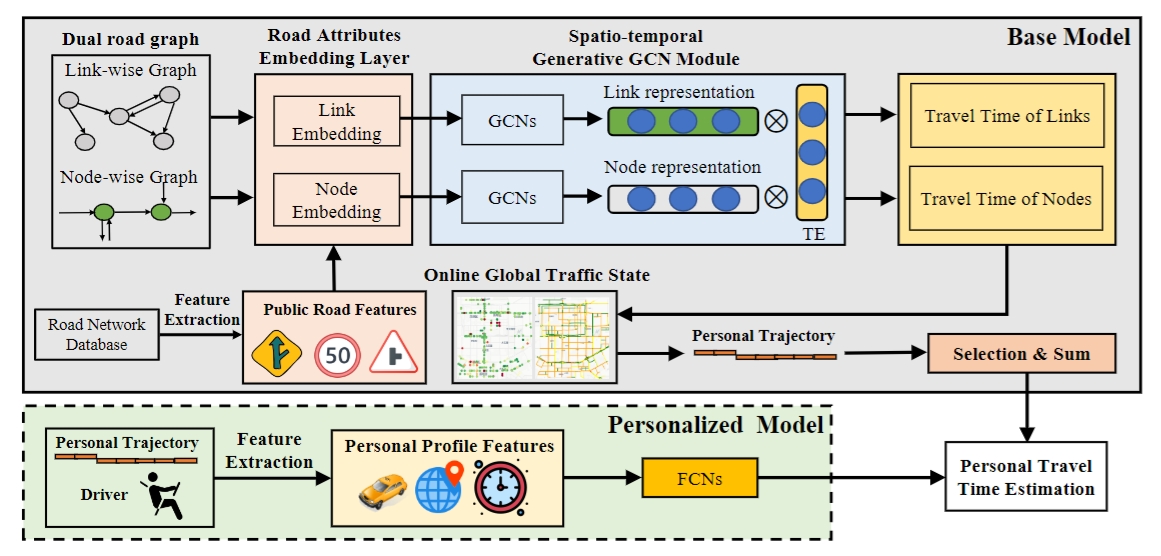 Base Model
Dual road graph
Link-wise Graph
Node-wise Graph
Road Attributes
Embedding Layer
Link
Embedding
Node
Embedding
Spatio-temporal
Generative GCN Module
GCNs
Link representation
GCNs
Node representation
TE
Travel Time of Links
Travel Time of Nodes
Road Network
Database
Feature
Extraction
Public Road Features
50
Online Global Traffic State
Personal Trajectory
Selection & Sum
Personalized Model
Personal Trajectory
Driver
Feature
Extraction
Personal Profile Features
FCNs
Personal Travel
Time Estimation